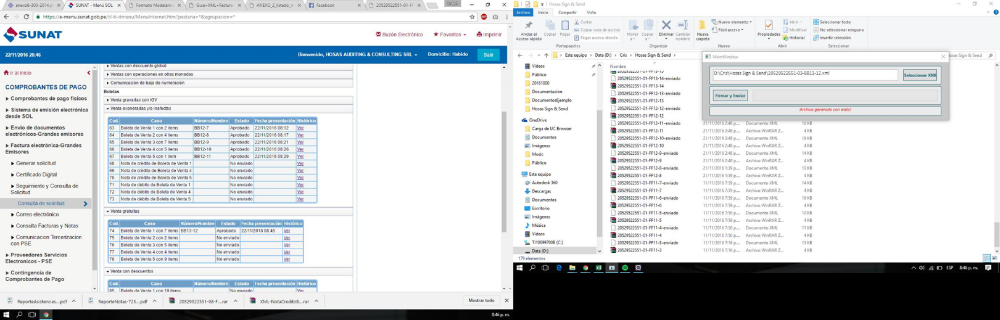 anexo8-300-2014.p
SUNAT - Menú SOL
Formato Modelamie
Guia+XML+Factura+
ANEXO_2_listado_d
Facebook
20529522551-01-F
https://e-menu.sunat.gob.pe/cl-ti-itmenu/MenuInternet.htm?pestana=*&agrupacion=*
SUNAT
Buzón Electrónico Favoritos Imprimir
22/11/2016 20:46 Bienvenido, HOSAS AUDITING & CONSULTING SRL Domicilio: Habido Salir
Ir al inicio
COMPROBANTES DE PAGO
Comprobantes de pago físicos
Sistema de emisión electrónica
desde SOL
Envio de documentos
electrónicos-Grandes emisores
Factura electrónica-Grandes
Emisores
Generar solicitud
Certificado Digital
Seguimiento y Consulta de
Solicitud
Consulta de solicitud
Correo electrónico
Consulta Facturas y Notas
Comunicacion Tercerizacion
con PSE
Proveedores Servicios
Electronicos - PSE
Contingencia de
Comprobantes de Pago
Ventas con descuento global
Ventas con operaciones en otras monedas
Comunicación de baja de numeración
Boletas
Venta gravadas con IGV
Venta exoneradas y/o inafectas
Cod. Caso Número/Nombre Estado Fecha presentación Histórico
63 Boleta de Venta 1 con 2 items BB12-7 Aprobado 22/11/2016 08:12 Ver
64 Boleta de Venta 2 con 4 items BB12-8 Aprobado 22/11/2016 08:17 Ver
65 Boleta de Venta 3 con 7 items BB12-9 Aprobado 22/11/2016 08:21 Ver
66 Boleta de Venta 4 con 5 items BB12-10 Aprobado 22/11/2016 08:26 Ver
67 Boleta de Venta 5 con 1 item BB12-11 Aprobado 22/11/2016 08:29 Ver
68 Nota de crédito de Boleta de Venta 1 No enviado Ver
69 Nota de crédito de Boleta de Venta 4 No enviado Ver
70 Nota de crédito de Boleta de Venta 5 No enviado Ver
71 Nota de débito de Boleta de Venta 1 No enviado Ver
72 Nota de débito de Boleta de Venta 4 No enviado Ver
73 Nota de débito de Boleta de Venta 5 No enviado Ver
Venta gratuitas
Cod. Caso Número/Nombre Estado Fecha presentación Histórico
74 Boleta de Venta 1 con 7 items BB13-12 Aprobado 22/11/2016 08:45 Ver
75 Boleta de Venta 2 con 2 items No enviado Ver
76 Boleta de Venta 3 con 5 items No enviado Ver
77 Boleta de Venta 4 con 4 items No enviado Ver
78 Boleta de Venta 5 con 9 items No enviado Ver
Venta con descuentos
Cod. Caso Número/Nombre Estado Fecha presentación Histórico
85 Boleta de Venta 1 con 10 items No enviado Ver
ReporteAsistencias....pdf
ReporteNotas-725....pdf
20529522551-08-F....rar
XML-NotaCreditoB....rar
Mostrar todo
8:46 p. m.
Hosas Sign & Send
Archivo Inicio Compartir Vista
Anclar al
Acceso rápido
Copiar
Pegar
Cortar
Copiar ruta de acceso
Pegar acceso directo
Portapapeles
Mover
a
Copiar
a
Eliminar
Cambiar
nombre
Organizar
Nueva
carpeta
Nuevo elemento
Fácil acceso
Nuevo
Propiedades
Abrir
Modificar
Historial
Abrir
Seleccionar todo
No seleccionar ninguno
Invertir selección
Seleccionar
Este equipo Data (D:) Cris Hosas Sign & Send
osas Sign & Send
Vídeos
Público
20161000
Documentacion
DocumentosEjemplo
Hosas Sign & Send
OneDrive
Carga de UC Browser
Documentos
Imágenes
Music
Público
Este equipo
Autodesk 360
Descargas
Documentos
Escritorio
Imágenes
Música
Vídeos
TI10699700B (C:)
Data (D:)
MainWindow
D:\Cris\Hosas Sign & Send\20529522551-03-BB13-12.xml
Seleccionar XML
Firmar y Enviar
Archivo generado con exito!
Nombre
20529522551-01-FF13-15
20529522551-01-FF13-14-enviado
20529522551-01-FF13-14
20529522551-01-FF12-13-enviado
20529522551-01-FF12-13
20529522551-01-FF12-12-enviado
20529522551-01-FF12-12
20529522551-01-FF12-11-enviado 21/11/2016 2:48 p.... Documento XML 16 KB
20529522551-01-FF12-11 21/11/2016 2:48 p.... Archivo WinRAR Z... 4 KB
20529522551-01-FF12-10-enviado 21/11/2016 2:48 p.... Documento XML 19 KB
20529522551-01-FF12-10 21/11/2016 2:48 p.... Archivo WinRAR Z... 4 KB
20529522551-01-FF12-9-enviado 21/11/2016 2:48 p.... Documento XML 14 KB
20529522551-01-FF12-9 21/11/2016 2:48 p.... Archivo WinRAR Z... 4 KB
20529522551-01-FF12-8-enviado 21/11/2016 1:39 p.... Documento XML 10 KB
20529522551-01-FF12-8 21/11/2016 1:39 p.... Archivo WinRAR Z... 4 KB
20529522551-01-FF11-7-enviado 11/11/2016 7:59 p.... Documento XML 14 KB
20529522551-01-FF11-7 11/11/2016 7:59 p.... Archivo WinRAR Z... 4 KB
20529522551-01-FF11-6-enviado 11/11/2016 7:59 p.... Documento XML 16 KB
20529522551-01-FF11-6 11/11/2016 7:59 p.... Archivo WinRAR Z... 4 KB
20529522551-01-FF11-5-enviado 11/11/2016 7:59 p.... Documento XML 10 KB
20529522551-01-FF11-5 11/11/2016 7:59 p.... Archivo WinRAR Z... 4 KB
20529522551-01-FF11-4-enviado 11/11/2016 7:50 p.... Documento XML 11 KB
20529522551-01-FF11-4 11/11/2016 7:50 p.... Archivo WinRAR Z... 4 KB
20529522551-01-FF11-3-enviado 11/11/2016 7:16 p.... Documento XML 13 KB
20529522551-01-FF11-3 11/11/2016 7:16 p.... Archivo WinRAR Z... 4 KB
179 elementos
ESP 8:46 p. m.